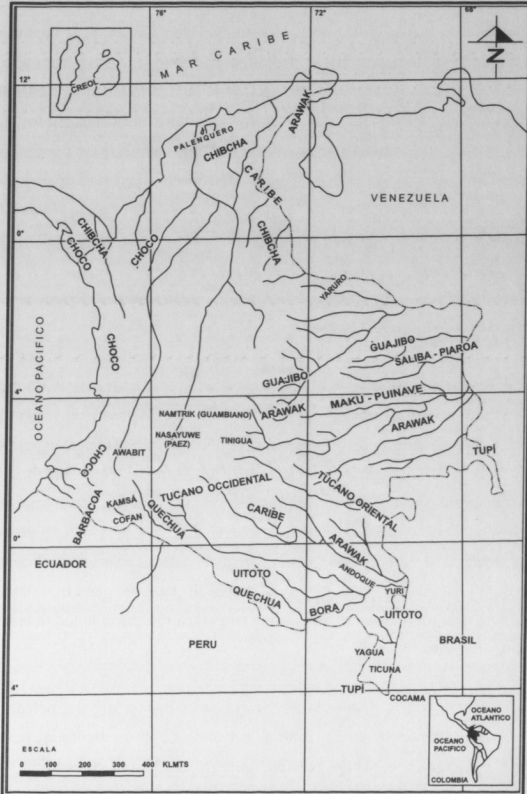 76°
72°
68°
12°
MAR CARIBE
N
CREOL
PALENQUERO
CHIBCHA
ARAWAK
CARIBE
VENEZUELA
CHIBCHA
CHOCO
CHOCO
CHIBCHA
8°
YARURO
OCEANO PACIFICO
CHOCO
GUAJIBO
SALIBA - PIAROA
GUAJIBO
4°
MAKU - PUINAVE
NAMTRIK (GUAMBIANO)
ARAWAK
ARAWAK
NASAYUWE
(PAEZ)
TINIGUA
CHOCO
AWABIT
TUPÍ
TUCANO OCCIDENTAL
TUCANO ORIENTAL
BARBACOA
KAMSÁ
COFAN
QUECHUA
CARIBE
0°
ARAWAK
ECUADOR
UITOTO
ANDOQUE
QUECHUA
YURI
BORA
UITOTO
PERU
BRASIL
YAGUA
TICUNA
4°
TUPÍ
COCAMA
ESCALA
0 100 200 300 400 KLMTS
OCEANO
ATLANTICO
OCEANO
PACIFICO
COLOMBIA